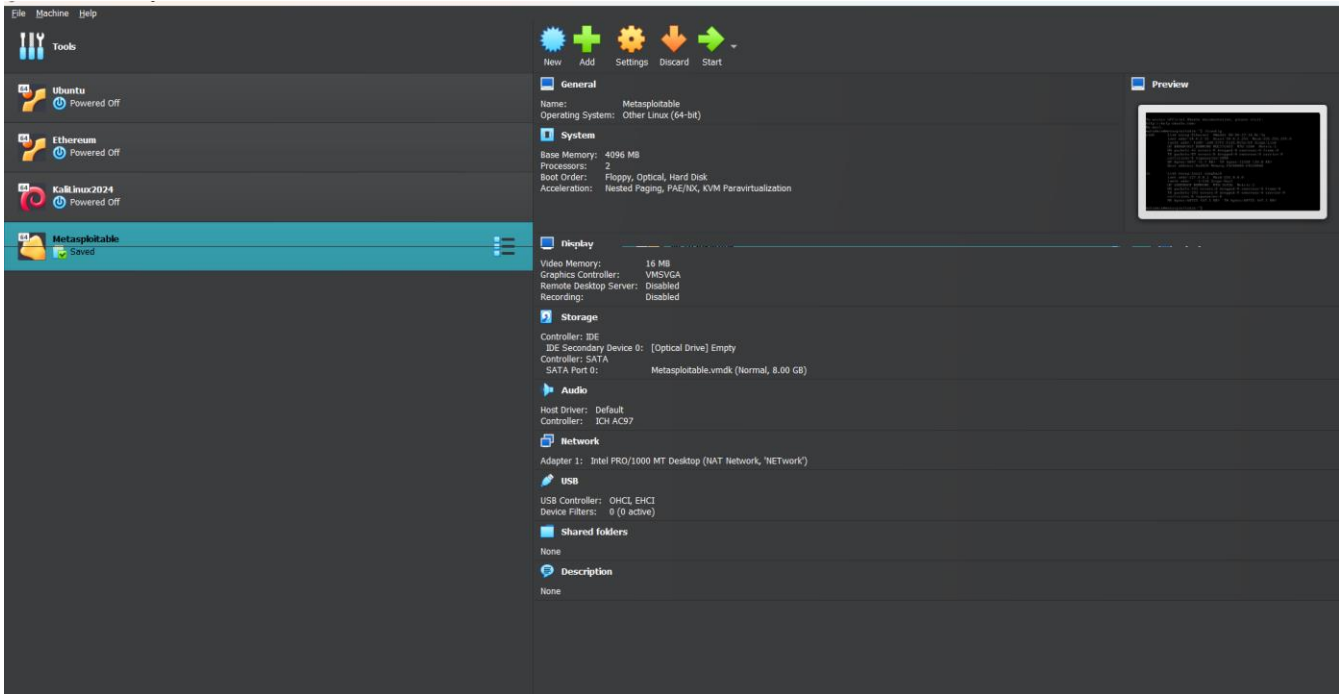 File Machine Help
Tools
Ubuntu
Powered Off
Ethereum
Powered Off
KaliLinux2024
Powered Off
Metasploitable
Saved
New Add Settings Discard Start
General
Name: Metasploitable
Operating System: Other Linux (64-bit)
System
Base Memory: 4096 MB
Processors: 2
Boot Order: Floppy, Optical, Hard Disk
Acceleration: Nested Paging, PAE/NX, KVM Paravirtualization
Preview
Display
Video Memory: 16 MB
Graphics Controller: VMSVGA
Remote Desktop Server: Disabled
Recording: Disabled
Storage
Controller: IDE
IDE Secondary Device 0: [Optical Drive] Empty
Controller: SATA
SATA Port 0: Metasploitable.vmdk (Normal, 8.00 GB)
Audio
Host Driver: Default
Controller: ICH AC97
Network
Adapter 1: Intel PRO/1000 MT Desktop (NAT Network, 'NETwork')
USB
USB Controller: OHCI, EHCI
Device Filters: 0 (0 active)
Shared folders
None
Description
None